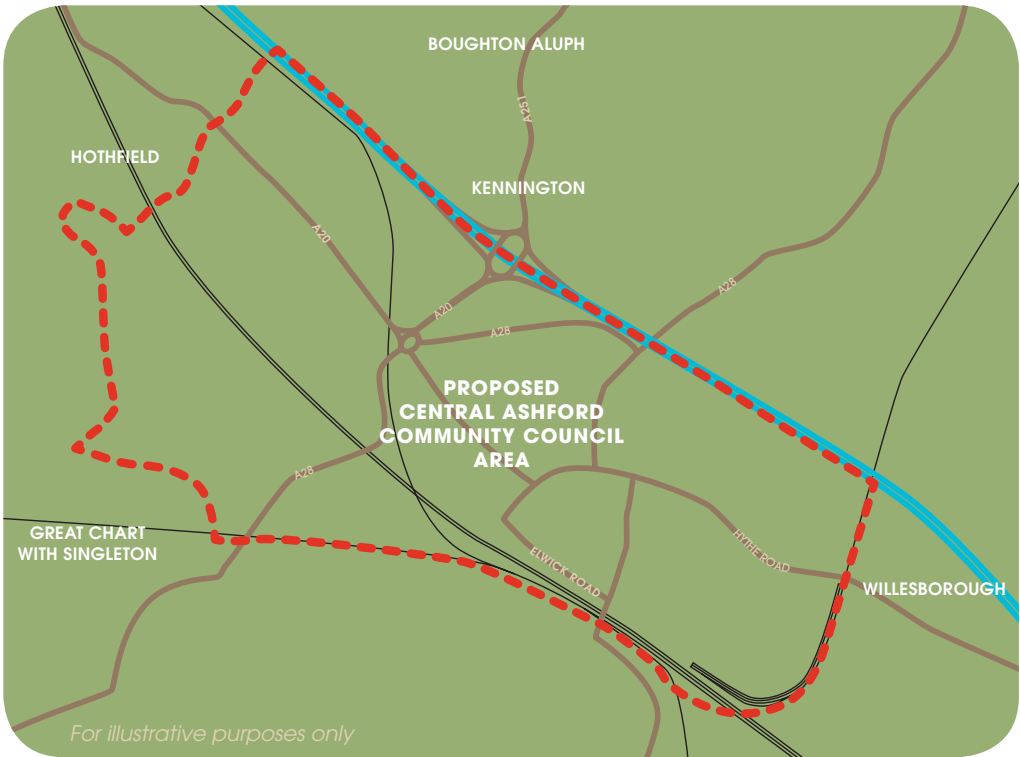 BOUGHTON ALUPH
A251
HOTHFIELD
KENNINGTON
A20
A28
A20
A28
PROPOSED
CENTRAL ASHFORD
COMMUNITY COUNCIL
AREA
A28
GREAT CHART
WITH SINGLETON
ELWICK ROAD
HYTHE ROAD
WILLESBOROUGH
For illustrative purposes only